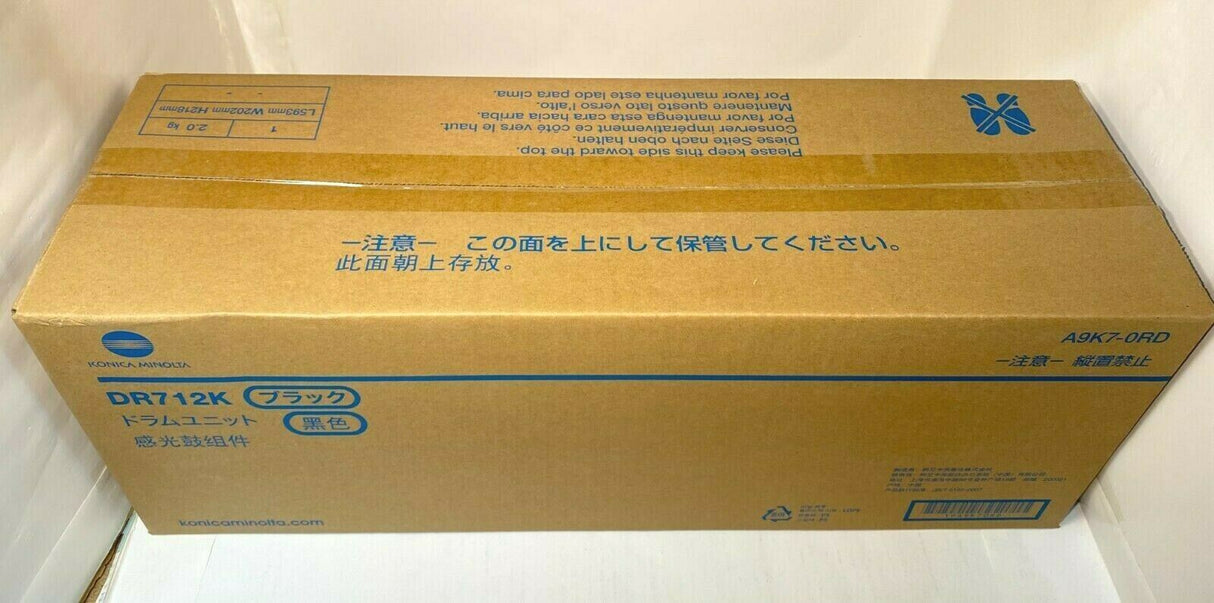 Please keep this side toward the top.
Diese Seite nach oben halten.
Conserver impérativement ce côté vers le haut.
Por favor mantenga esta cara hacia arriba.
Mantenere questo lato verso l'alto.
Por favor mantenha este lado para cima.
1 2.0 kg
L593mm W202mm H218mm
- -
－注意－ この面を上にして保管してください。
此面朝上存放。
KONICA MINOLTA
A9K7-0RD
－注意－ 縦置禁止
DR712K ブラック
ドラムユニット 黑色
感光鼓组件
konicaminolta.com